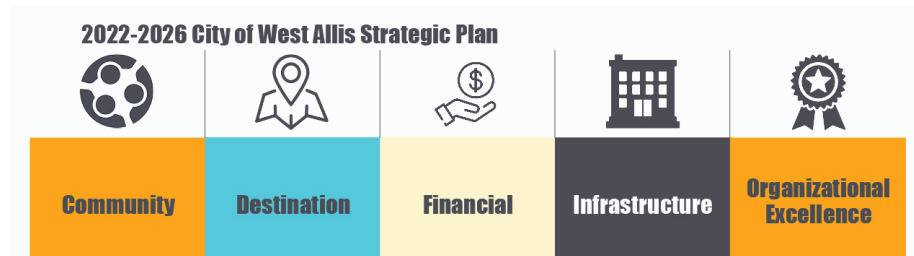 2022-2026 City of West Allis Strategic Plan
$
Community
Destination
Financial
Infrastructure
Organizational
Excellence